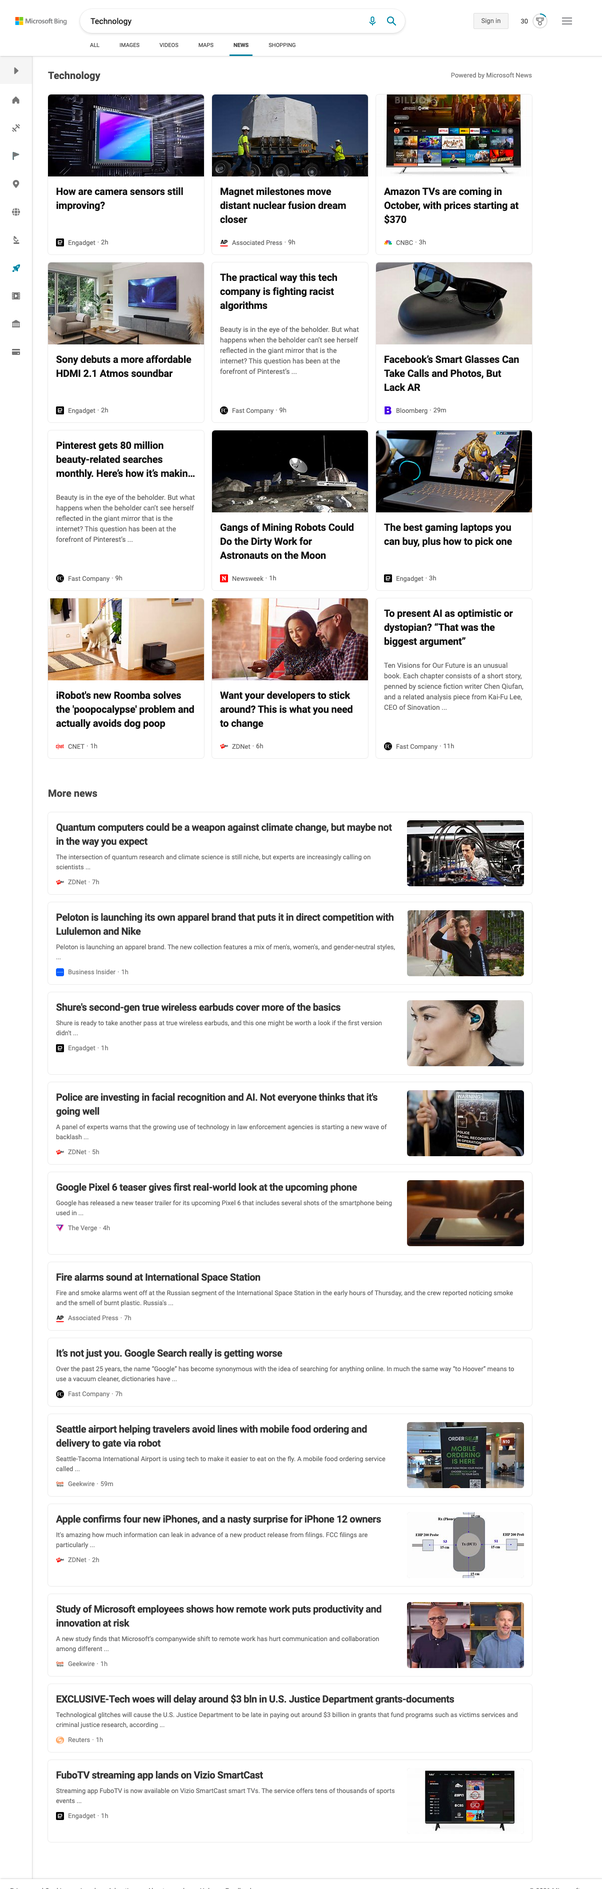 Microsoft Bing
Technology
Sign in
30
ALL
IMAGES
VIDEOS
MAPS
NEWS
SHOPPING
Technology
Powered by Microsoft News
How are camera sensors still
improving?
Engadget · 2h
Magnet milestones move
distant nuclear fusion dream
closer
AP Associated Press · 9h
Amazon TVs are coming in
October, with prices starting at
$370
CNBC · 3h
Sony debuts a more affordable
HDMI 2.1 Atmos soundbar
Engadget · 2h
The practical way this tech
company is fighting racist
algorithms
Beauty is in the eye of the beholder. But what
happens when the beholder can't see herself
reflected in the giant mirror that is the
internet? This question has been at the
forefront of Pinterest's ...
Fast Company · 9h
Facebook's Smart Glasses Can
Take Calls and Photos, But
Lack AR
Bloomberg · 29m
Pinterest gets 80 million
beauty-related searches
monthly. Here's how it's makin...
Beauty is in the eye of the beholder. But what
happens when the beholder can't see herself
reflected in the giant mirror that is the
internet? This question has been at the
forefront of Pinterest's ...
Fast Company · 9h
Gangs of Mining Robots Could
Do the Dirty Work for
Astronauts on the Moon
Newsweek · 1h
The best gaming laptops you
can buy, plus how to pick one
Engadget · 3h
iRobot's new Roomba solves
the 'poopocalypse' problem and
actually avoids dog poop
CNET · 1h
Want your developers to stick
around? This is what you need
to change
ZDNet · 6h
To present AI as optimistic or
dystopian? "That was the
biggest argument"
Ten Visions for Our Future is an unusual
book. Each chapter consists of a short story,
penned by science fiction writer Chen Qiufan,
and a related analysis piece from Kai-Fu Lee,
CEO of Sinovation ...
Fast Company · 11h
More news
Quantum computers could be a weapon against climate change, but maybe not
in the way you expect
The intersection of quantum research and climate science is still niche, but experts are increasingly calling on
scientists ...
ZDNet · 7h
Peloton is launching its own apparel brand that puts it in direct competition with
Lululemon and Nike
Peloton is launching an apparel brand. The new collection features a mix of men's, women's, and gender-neutral styles,
...
Business Insider · 1h
Shure's second-gen true wireless earbuds cover more of the basics
Shure is ready to take another pass at true wireless earbuds, and this one might be worth a look if the first version
didn't ...
Engadget · 1h
Police are investing in facial recognition and AI. Not everyone thinks that it's
going well
A panel of experts warns that the growing use of technology in law enforcement agencies is starting a new wave of
backlash ...
ZDNet · 5h
WARNING
POLICE
FACIAL RECOGNITION
IN OPERATION
Google Pixel 6 teaser gives first real-world look at the upcoming phone
Google has released a new teaser trailer for its upcoming Pixel 6 that includes several shots of the smartphone being
used in ...
The Verge · 4h
Fire alarms sound at International Space Station
Fire and smoke alarms went off at the Russian segment of the International Space Station in the early hours of Thursday, and the crew reported noticing smoke
and the smell of burnt plastic. Russia's ...
AP Associated Press · 7h
It's not just you. Google Search really is getting worse
Over the past 25 years, the name "Google" has become synonymous with the idea of searching for anything online. In much the same way "to Hoover" means to
use a vacuum cleaner, dictionaries have ...
Fast Company · 7h
Seattle airport helping travelers avoid lines with mobile food ordering and
delivery to gate via robot
Seattle-Tacoma International Airport is using tech to make it easier to eat on the fly. A mobile food ordering service
called ...
Geekwire · 59m
MOBILE
ORDERING
IS HERE
Apple confirms four new iPhones, and a nasty surprise for iPhone 12 owners
It's amazing how much information can leak in advance of a new product release from filings. FCC filings are
particularly ...
ZDNet · 2h
Study of Microsoft employees shows how remote work puts productivity and
innovation at risk
A new study finds that Microsoft's companywide shift to remote work has hurt communication and collaboration
among different ...
Geekwire · 1h
EXCLUSIVE-Tech woes will delay around $3 bln in U.S. Justice Department grants-documents
Technological glitches will cause the U.S. Justice Department to be late in paying out around $3 billion in grants that fund programs such as victims services and
criminal justice research, according ...
Reuters · 1h
FuboTV streaming app lands on Vizio SmartCast
Streaming app FuboTV is now available on Vizio SmartCast smart TVs. The service offers tens of thousands of sports
events ...
Engadget · 1h